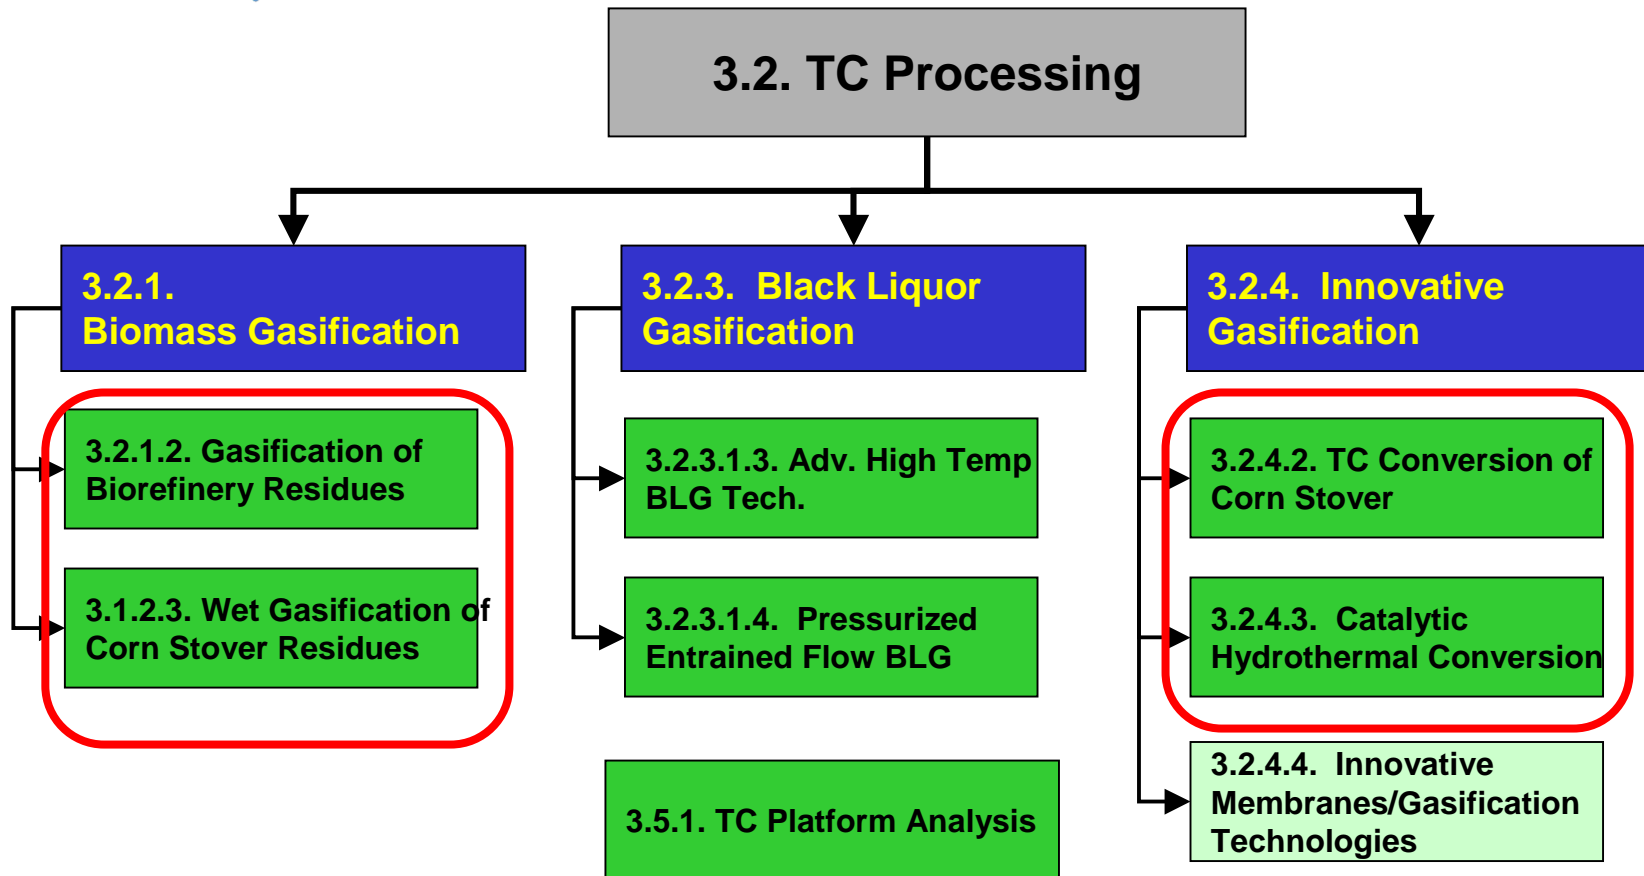 3.2. TC Processing
3.2.1.
Biomass Gasification
3.2.1.2. Gasification of
Biorefinery Residues
3.1.2.3. Wet Gasification of
Corn Stover Residues
3.2.3. Black Liquor
Gasification
3.2.3.1.3. Adv. High Temp
BLG Tech.
3.2.3.1.4. Pressurized
Entrained Flow BLG
3.5.1. TC Platform Analysis
3.2.4. Innovative
Gasification
3.2.4.2. TC Conversion of
Corn Stover
3.2.4.3. Catalytic
Hydrothermal Conversion
3.2.4.4. Innovative
Membranes/Gasification
Technologies